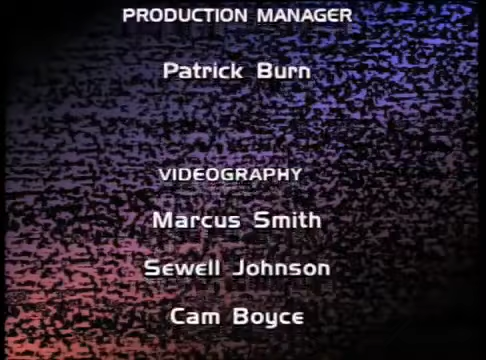 PRODUCTION MANAGER
Patrick Burn
VIDEOGRAPHY
Marcus Smith
Sewell Johnson
Cam Boyce